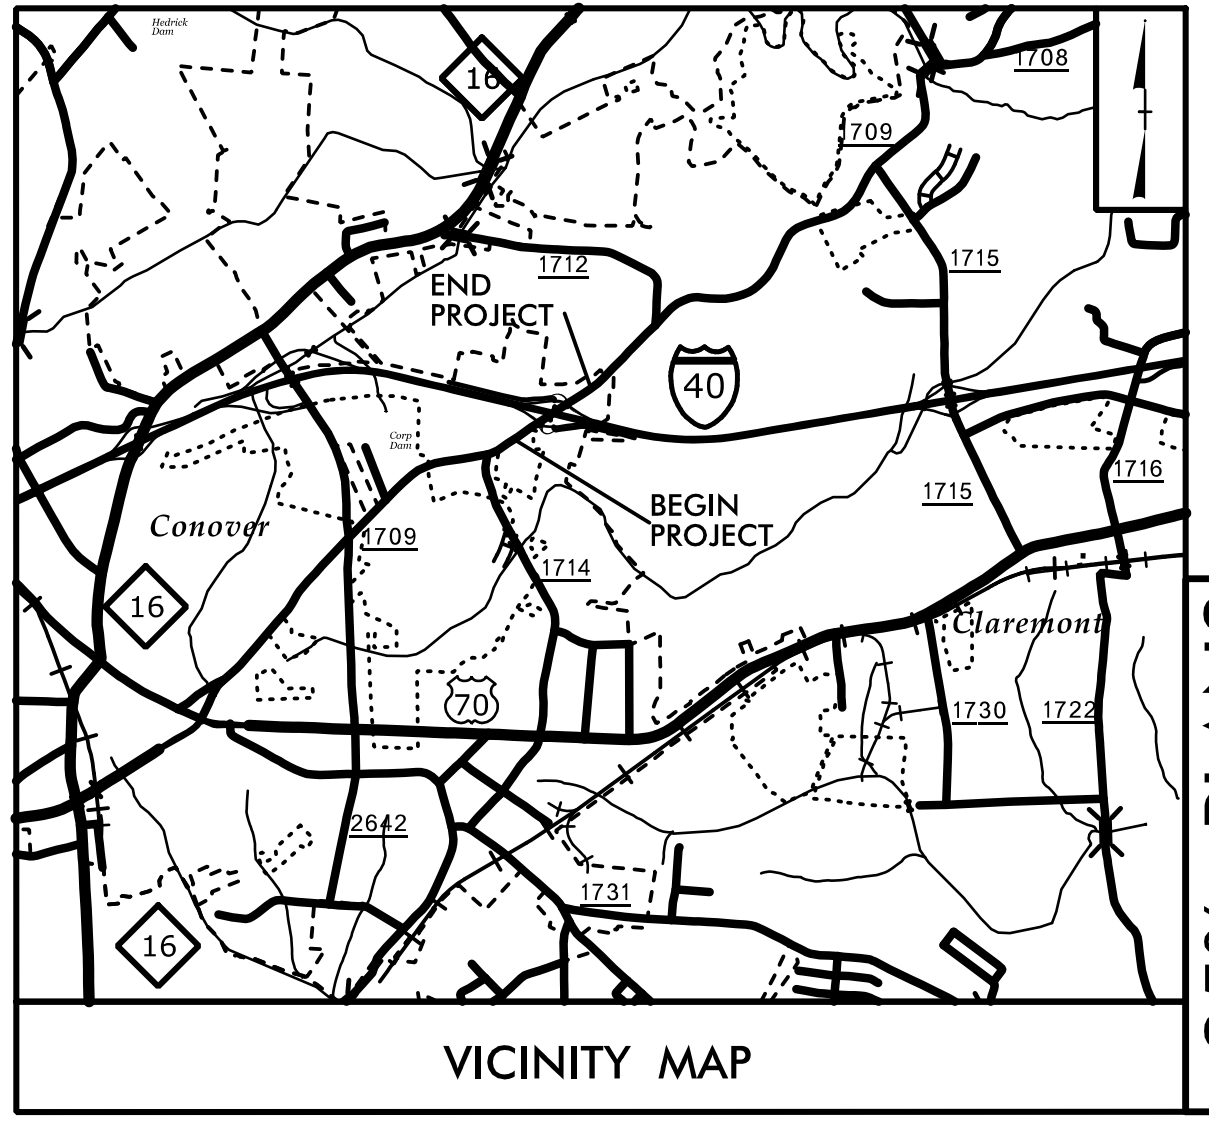 Hedrick
Dam
16
1708
1709
1715
1712
END
PROJECT
40
Corp
Dam
1716
1715
BEGIN
PROJECT
Conover
1709
1714
16
Claremont
70
1730
1722
2642
1731
16
VICINITY MAP